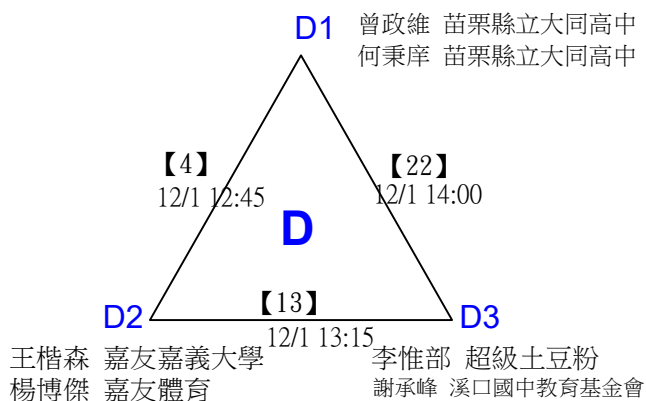 D1
曾政維 苗栗縣立大同高中
何秉庠 苗栗縣立大同高中
【4】
12/1 12:45
【22】
12/1 14:00
D
【13】
12/1 13:15
D2
D3
王楷森 嘉友嘉義大學
楊博傑 嘉友體育
李惟部 超級土豆粉
謝承峰 溪口國中教育基金會